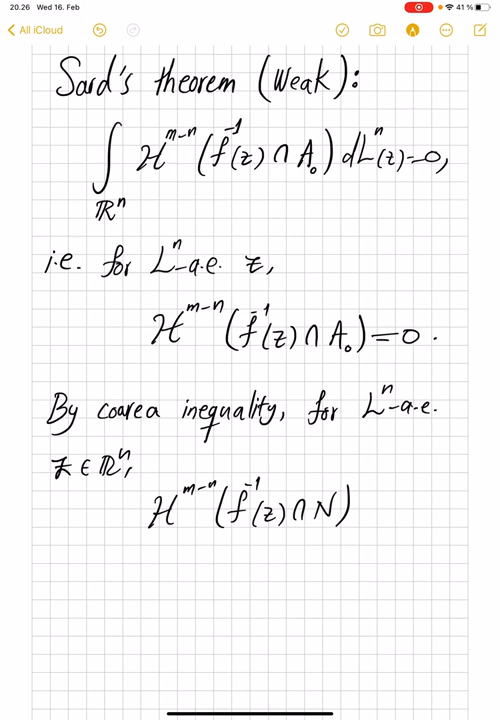 20.26 Wed 16. Feb 41 %
All iCloud
Sard's theorem (weak):
∫_{ℝⁿ} ℋ^{m-n}(f⁻¹(z) ∩ A₀) dLⁿ(z) = 0,
i.e. for Lⁿ-a.e. z,
ℋ^{m-n}(f⁻¹(z) ∩ A₀) = 0.
By coarea inequality, for Lⁿ-a.e.
z ∈ ℝⁿ,
ℋ^{m-n}(f⁻¹(z) ∩ N)